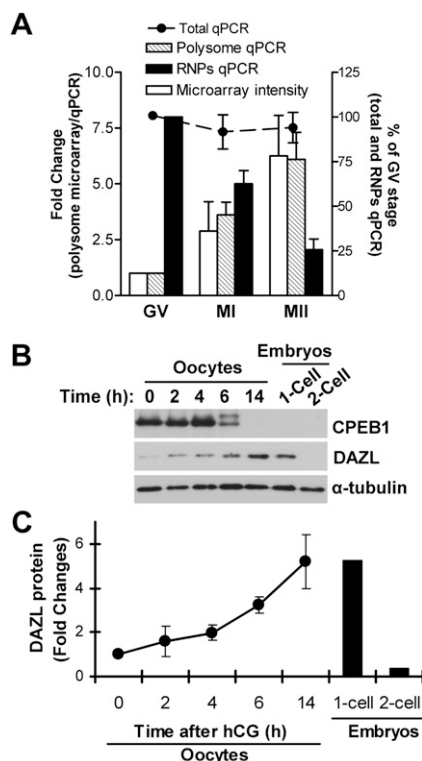 A
Total qPCR
Polysome qPCR
RNPs qPCR
Microarray intensity
Fold Change
(polysome microarray/qPCR)
10.0
7.5
5.0
2.5
0.0
125
100
75
50
25
0
% of GV stage
(total and RNPs qPCR)
GV MI MII
B
Oocytes
Embryos
Time (h): 0 2 4 6 14 1-Cell 2-Cell
CPEB1
DAZL
α-tubulin
C
DAZL protein
(Fold Changes)
6
4
2
0
0 2 4 6 14 1-cell 2-cell
Time after hCG (h) Embryos
Oocytes